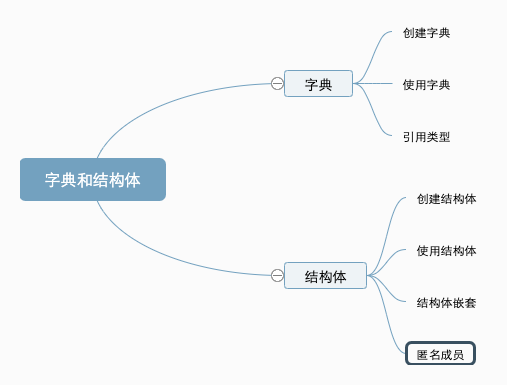 字典和结构体
字典
创建字典
使用字典
引用类型
结构体
创建结构体
使用结构体
结构体嵌套
匿名成员